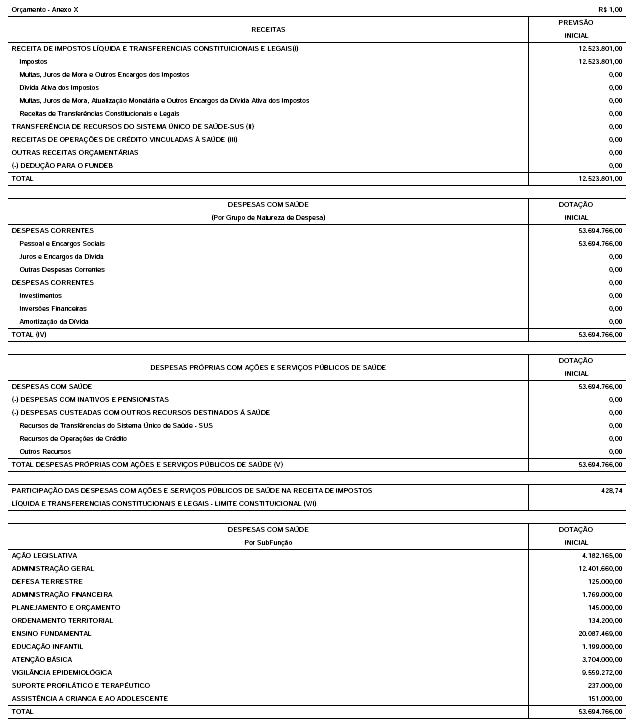 Orçamento - Anexo X R$ 1,00
RECEITAS PREVISÃO
INICIAL
RECEITA DE IMPOSTOS LÍQUIDA E TRANSFERENCIAS CONSTITUICIONAIS E LEGAIS(I) 12.523.801,00
Impostos 12.523.801,00
Multas, Juros de Mora e Outros Encargos dos Impostos 0,00
Dívida Ativa dos Impostos 0,00
Multas, Juros de Mora, Atualização Monetária e Outros Encargos da Dívida Ativa dos Impostos 0,00
Receitas de Transferências Constitucionais e Legais 0,00
TRANSFERÊNCIA DE RECURSOS DO SISTEMA ÚNICO DE SAÚDE-SUS (II) 0,00
RECEITAS DE OPERAÇÕES DE CRÉDITO VINCULADAS À SAÚDE (III) 0,00
OUTRAS RECEITAS ORÇAMENTÁRIAS 0,00
(-) DEDUÇÃO PARA O FUNDEB 0,00
TOTAL 12.523.801,00
DESPESAS COM SAÚDE DOTAÇÃO
(Por Grupo de Natureza de Despesa) INICIAL
DESPESAS CORRENTES 53.694.766,00
Pessoal e Encargos Sociais 53.694.766,00
Juros e Encargos da Dívida 0,00
Outras Despesas Correntes 0,00
DESPESAS CORRENTES 0,00
Investimentos 0,00
Inversões Financeiras 0,00
Amortização da Dívida 0,00
TOTAL (IV) 53.694.766,00
DESPESAS PRÓPRIAS COM AÇÕES E SERVIÇOS PÚBLICOS DE SAÚDE DOTAÇÃO
INICIAL
DESPESAS COM SAÚDE 53.694.766,00
(-) DESPESAS COM INATIVOS E PENSIONISTAS 0,00
(-) DESPESAS CUSTEADAS COM OUTROS RECURSOS DESTINADOS À SAÚDE 0,00
Recursos de Transferências do Sistema Único de Saúde - SUS 0,00
Recursos de Operações de Crédito 0,00
Outros Recursos 0,00
TOTAL DESPESAS PRÓPRIAS COM AÇÕES E SERVIÇOS PÚBLICOS DE SAÚDE (V) 53.694.766,00
PARTICIPAÇÃO DAS DESPESAS COM AÇÕES E SERVIÇOS PÚBLICOS DE SAÚDE NA RECEITA DE IMPOSTOS 428,74
LÍQUIDA E TRANSFERENCIAS CONSTITUCIONAIS E LEGAIS - LIMITE CONSTITUCIONAL (V/I)
DESPESAS COM SAÚDE DOTAÇÃO
Por SubFunção INICIAL
AÇÃO LEGISLATIVA 4.182.165,00
ADMINISTRAÇÃO GERAL 12.401.660,00
DEFESA TERRESTRE 125.000,00
ADMINISTRAÇÃO FINANCEIRA 1.769.000,00
PLANEJAMENTO E ORÇAMENTO 145.000,00
ORDENAMENTO TERRITORIAL 134.200,00
ENSINO FUNDAMENTAL 20.087.469,00
EDUCAÇÃO INFANTIL 1.199.000,00
ATENÇÃO BÁSICA 3.704.000,00
VIGILÂNCIA EPIDEMIOLÓGICA 9.559.272,00
SUPORTE PROFILÁTICO E TERAPÊUTICO 237.000,00
ASSISTÊNCIA A CRIANCA E AO ADOLESCENTE 151.000,00
TOTAL 53.694.766,00